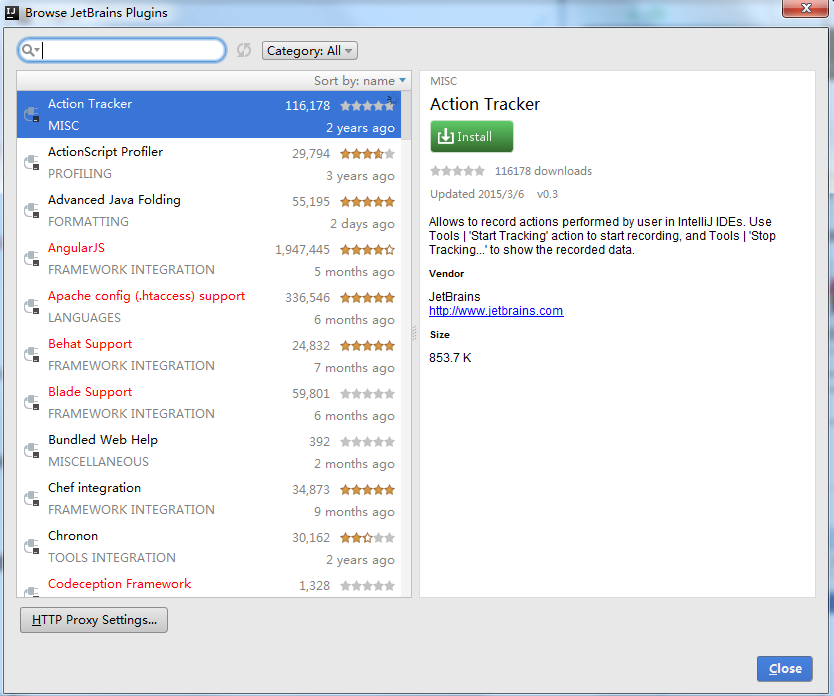 IJ Browse JetBrains Plugins
Category: All
Sort by: name
Action Tracker 116,178
MISC 2 years ago
ActionScript Profiler 29,794
PROFILING 3 years ago
Advanced Java Folding 55,195
FORMATTING 2 days ago
AngularJS 1,947,445
FRAMEWORK INTEGRATION 5 months ago
Apache config (.htaccess) support 336,546
LANGUAGES 6 months ago
Behat Support 24,832
FRAMEWORK INTEGRATION 7 months ago
Blade Support 59,801
FRAMEWORK INTEGRATION 6 months ago
Bundled Web Help 392
MISCELLANEOUS 2 months ago
Chef integration 34,873
FRAMEWORK INTEGRATION 9 months ago
Chronon 30,162
TOOLS INTEGRATION 2 years ago
Codeception Framework 1,328
MISC
Action Tracker
Install
116178 downloads
Updated 2015/3/6 v0.3
Allows to record actions performed by user in IntelliJ IDEs. Use
Tools | 'Start Tracking' action to start recording, and Tools | 'Stop
Tracking...' to show the recorded data.
Vendor
JetBrains
http://www.jetbrains.com
Size
853.7 K
HTTP Proxy Settings...
Close